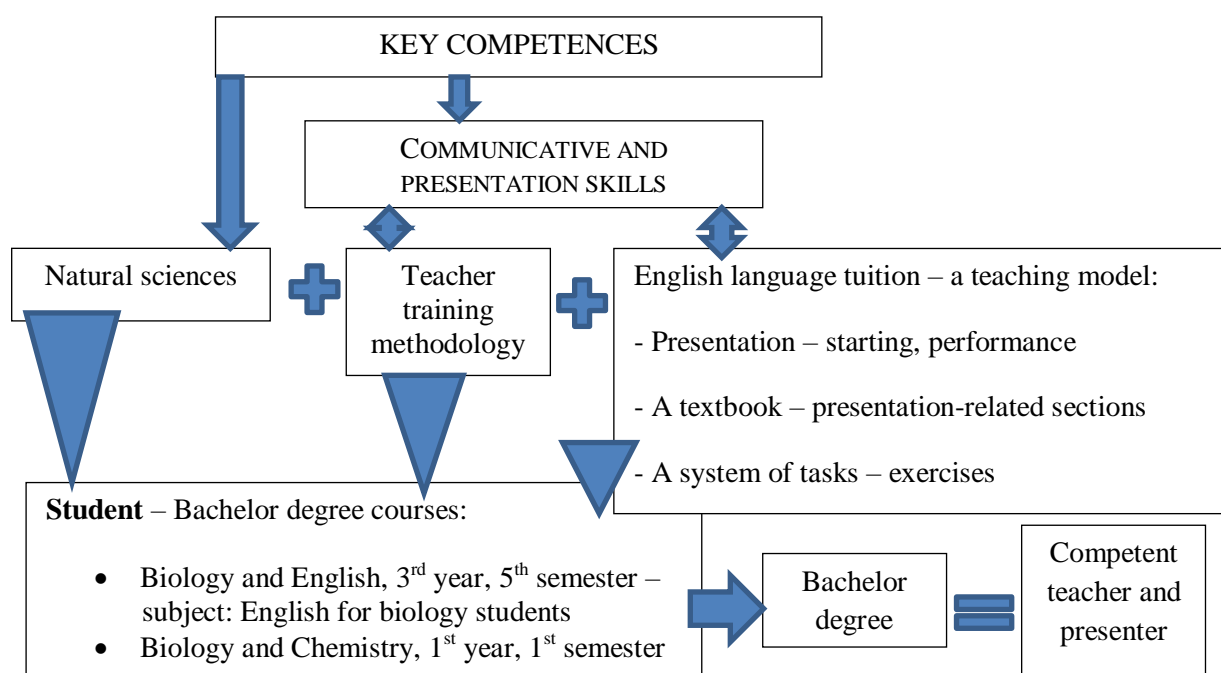 KEY COMPETENCES
COMMUNICATIVE AND
PRESENTATION SKILLS
Natural sciences
Teacher
training
methodology
English language tuition – a teaching model:
- Presentation – starting, performance
- A textbook – presentation-related sections
- A system of tasks – exercises
Student – Bachelor degree courses:
• Biology and English, 3rd year, 5th semester –
subject: English for biology students
• Biology and Chemistry, 1st year, 1st semester
Bachelor
degree
Competent
teacher and
presenter